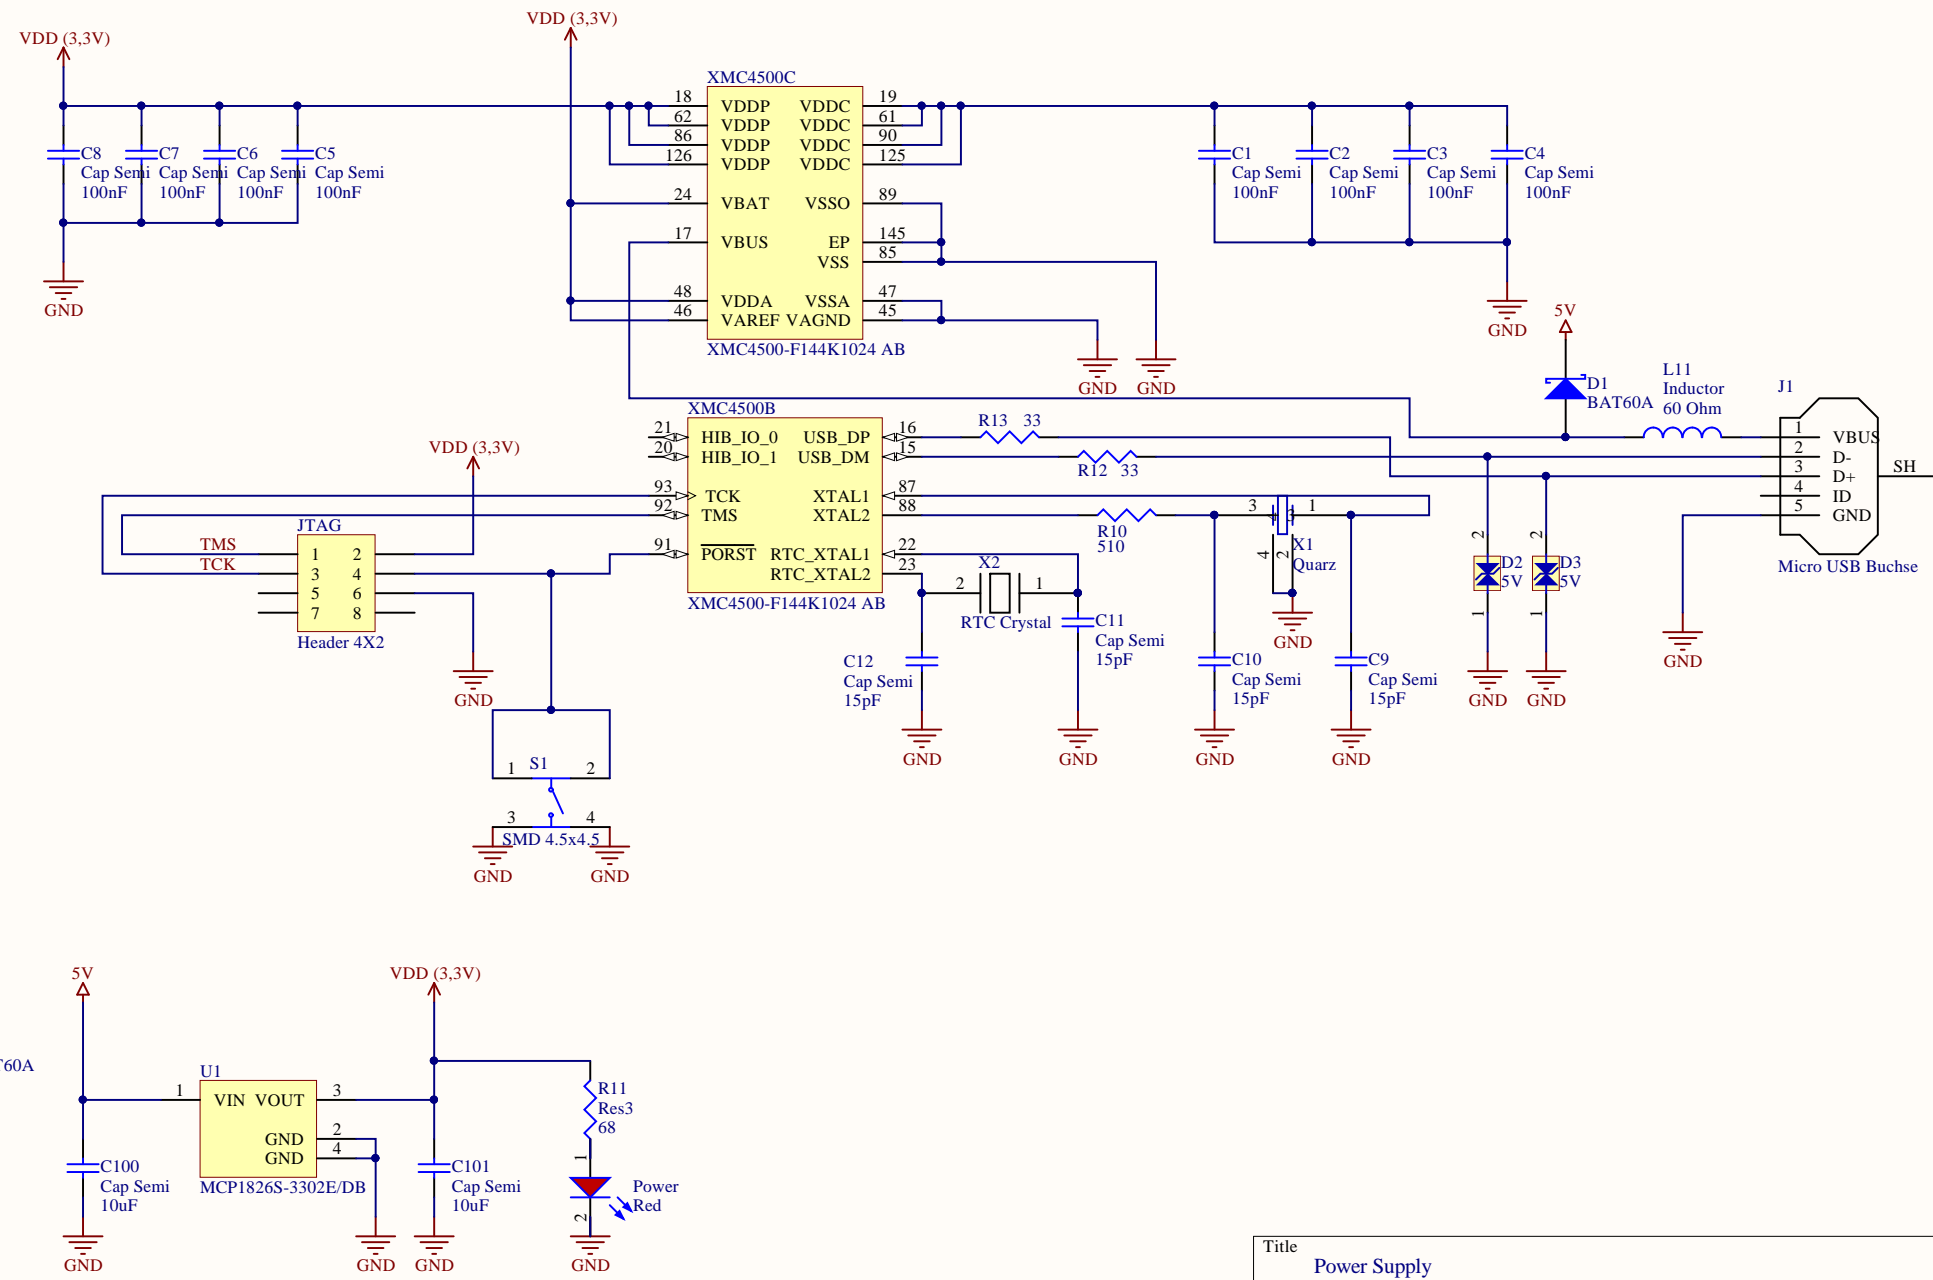 VDD (3,3V)
VDD (3,3V)
XMC4500C
18 VDDP VDDC 19
62 VDDP VDDC 61
86 VDDP VDDC 90
126 VDDP VDDC 125
24 VBAT VSSO 89
17 VBUS EP 145
VSS 85
48 VDDA VSSA 47
46 VAREF VAGND 45
XMC4500-F144K1024 AB
C8
Cap Semi
100nF
C7
Cap Semi
100nF
C6
Cap Semi
100nF
C5
Cap Semi
100nF
GND
C1
Cap Semi
100nF
C2
Cap Semi
100nF
C3
Cap Semi
100nF
C4
Cap Semi
100nF
GND
GND
GND
5V
D1
BAT60A
L11
Inductor
60 Ohm
J1
1 VBUS
2 D-
3 D+
4 ID
5 GND
SH
Micro USB Buchse
GND
XMC4500B
21 HIB_IO_0 USB_DP 16
20 HIB_IO_1 USB_DM 15
93 TCK XTAL1 87
92 TMS XTAL2 88
91 PORST RTC_XTAL1 22
RTC_XTAL2 23
XMC4500-F144K1024 AB
R13 33
R12 33
R10
510
3 1
4 2
X1
Quarz
GND
X2
2 1
RTC Crystal
C11
Cap Semi
15pF
C12
Cap Semi
15pF
C10
Cap Semi
15pF
C9
Cap Semi
15pF
GND
GND
GND
GND
2
D2
5V
1
GND
2
D3
5V
1
GND
VDD (3,3V)
JTAG
TMS 1 2
TCK 3 4
5 6
7 8
Header 4X2
GND
S1
1 2
3 4
SMD 4.5x4.5
GND
GND
5V
VDD (3,3V)
T60A
U1
1 VIN VOUT 3
GND 2
GND 4
MCP1826S-3302E/DB
C100
Cap Semi
10uF
C101
Cap Semi
10uF
R11
Res3
68
1
Power
Red
2
GND
GND
GND
GND
Title
Power Supply